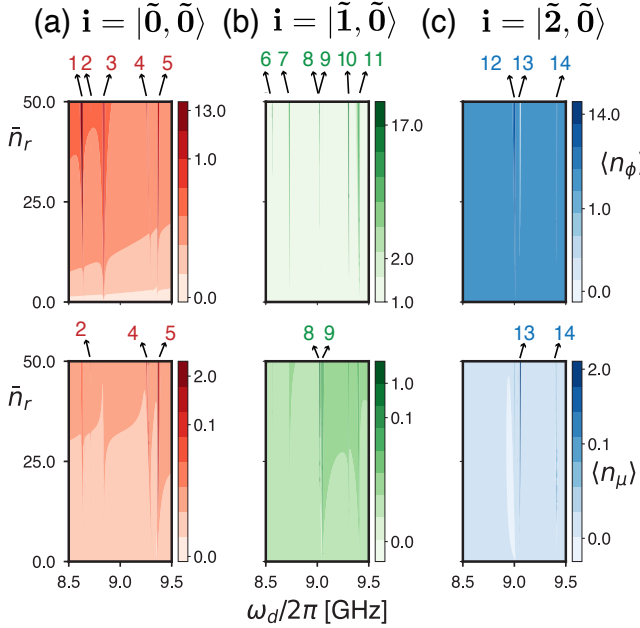 (a) i = |0̃, 0̃⟩ (b) i = |1̃, 0̃⟩ (c) i = |2̃, 0̃⟩
1 2 3 4 5 6 7 8 9 10 11 12 13 14
n̄_r 50.0 25.0 0.0
13.0 1.0 0.0
17.0 2.0 1.0
14.0 1.0 0.0 ⟨n_ϕ⟩
2 4 5 8 9 13 14
n̄_r 50.0 25.0 0.0
2.0 0.1 0.0
1.0 0.1 0.0
2.0 0.1 0.0 ⟨n_μ⟩
8.5 9.0 9.5 8.5 9.0 9.5 8.5 9.0 9.5
ω_d/2π [GHz]